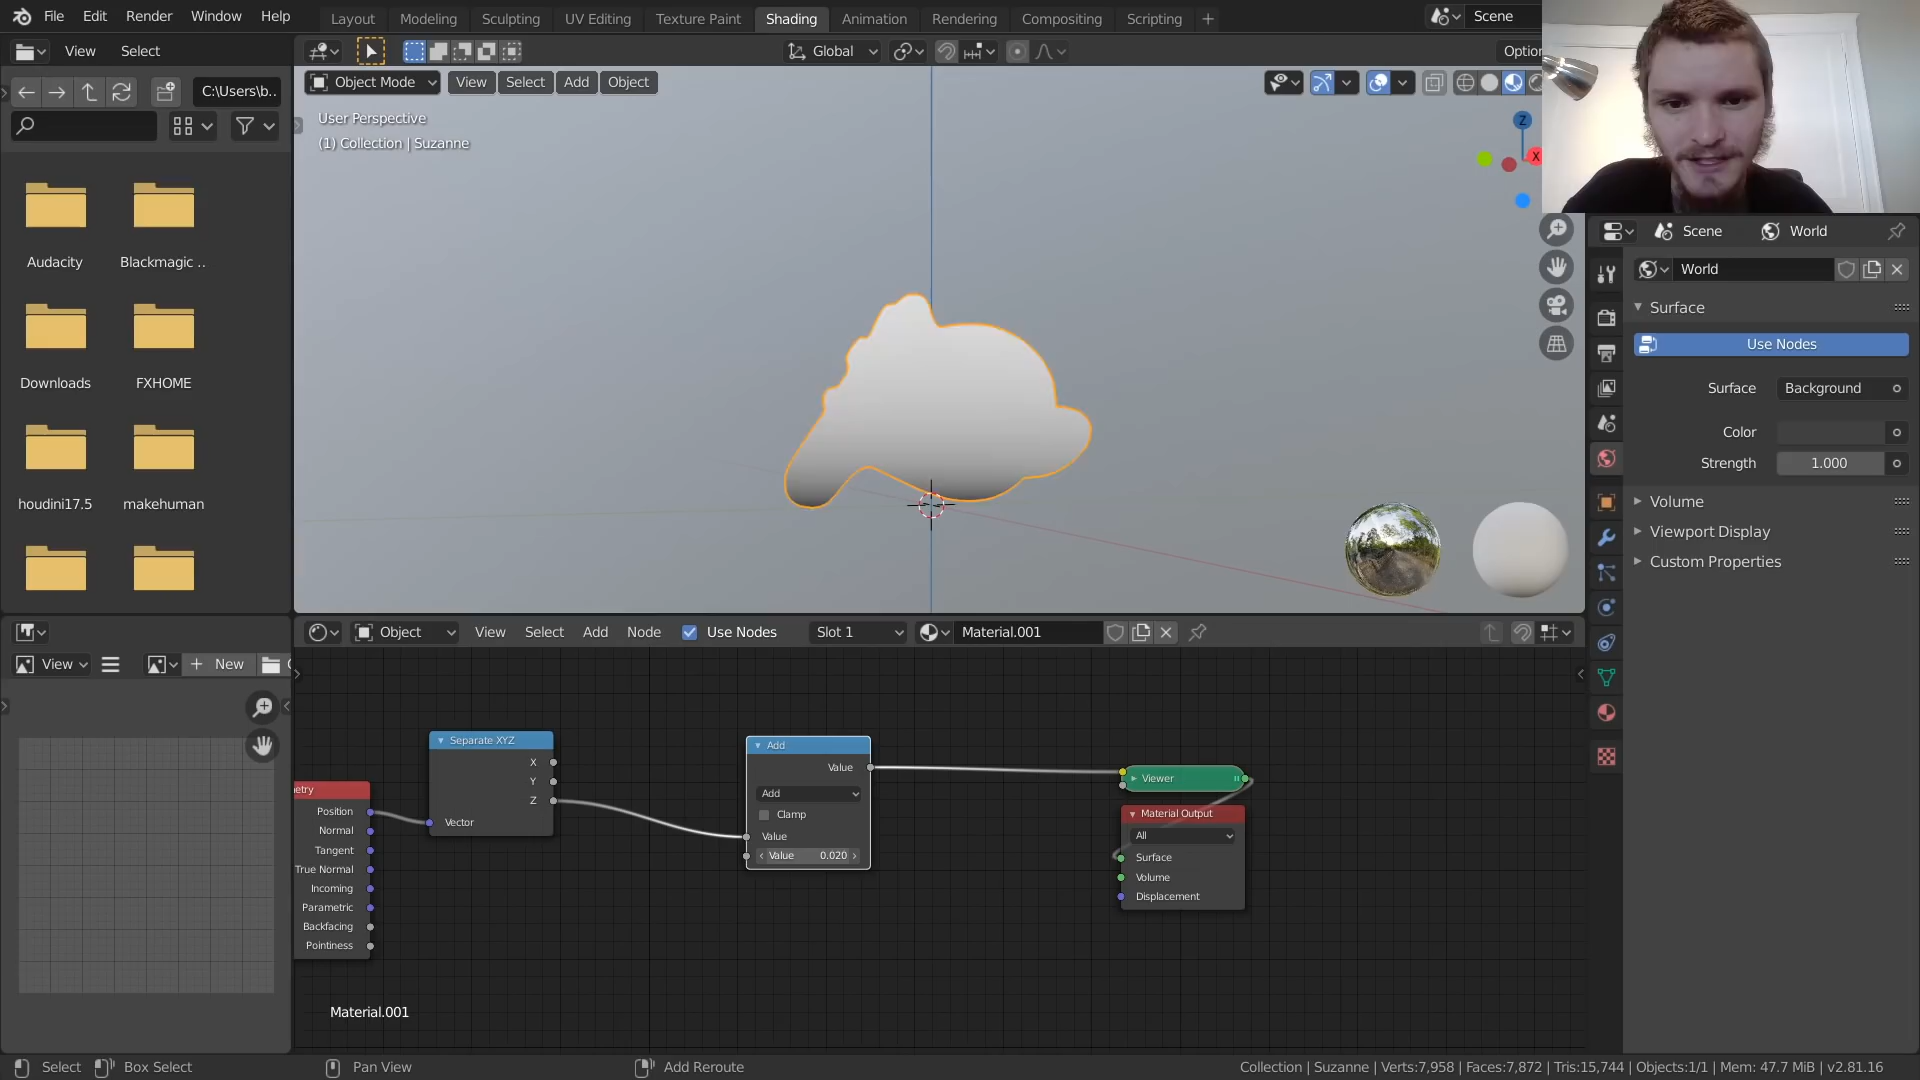 File Edit Render Window Help
Layout Modeling Sculpting UV Editing Texture Paint Shading Animation Rendering Compositing Scripting +
Scene
View Select
Global
Optio
C:\Users\b..
Object Mode View Select Add Object
User Perspective
(1) Collection | Suzanne
Z
X
Audacity Blackmagic ..
Downloads FXHOME
houdini17.5 makehuman
Scene World
World
Surface
Use Nodes
Surface Background
Color
Strength 1.000
Volume
Viewport Display
Custom Properties
Object View Select Add Node Use Nodes Slot 1 Material.001
View + New
etry
Position
Normal
Tangent
True Normal
Incoming
Parametric
Backfacing
Pointiness
Separate XYZ
X
Y
Z
Vector
Add
Value
Add
Clamp
Value
Value 0.020
Viewer
Material Output
All
Surface
Volume
Displacement
Material.001
Select Box Select Pan View Add Reroute
Collection | Suzanne | Verts:7,958 | Faces:7,872 | Tris:15,744 | Objects:1/1 | Mem: 47.7 MiB | v2.81.16